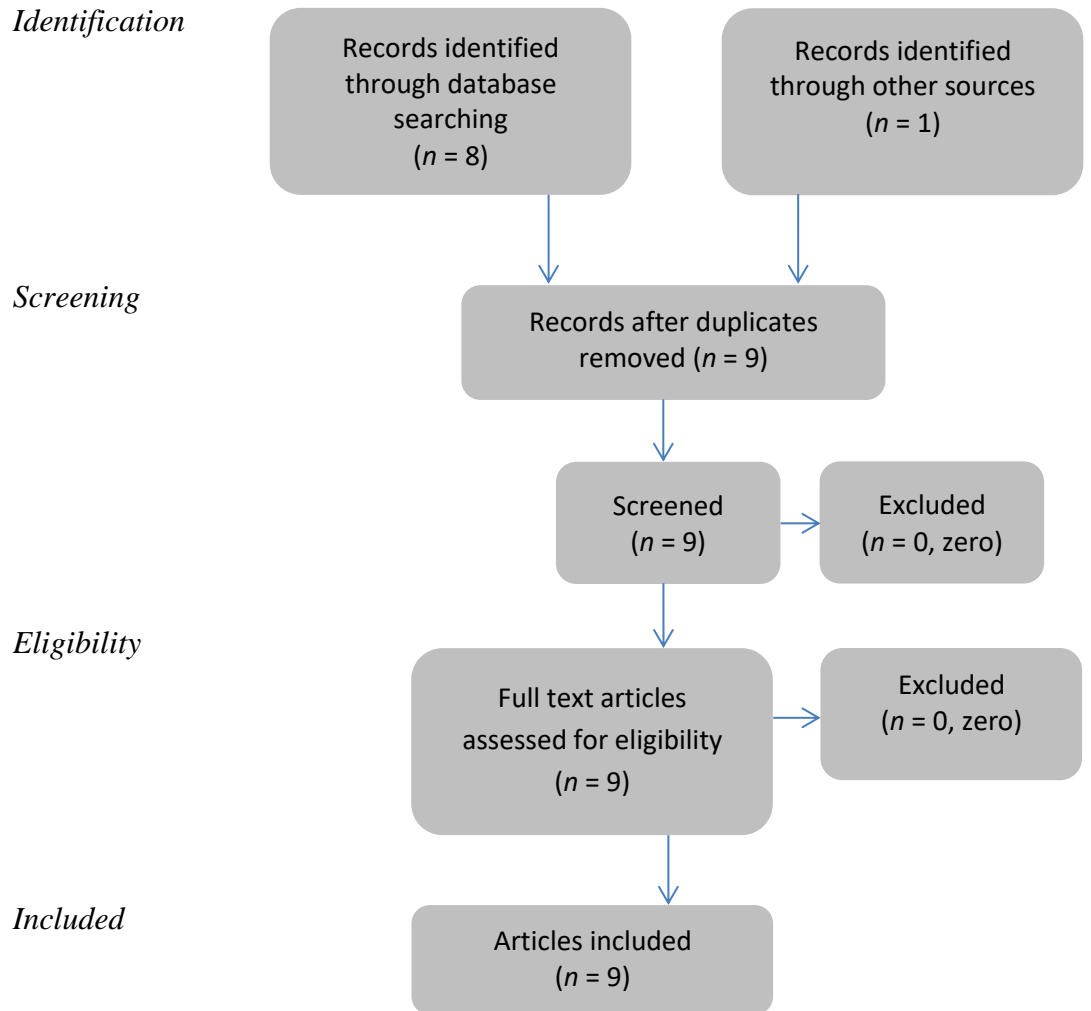 Identification
Records identified
through database
searching
(n = 8)
Records identified
through other sources
(n = 1)
Screening
Records after duplicates
removed (n = 9)
Screened
(n = 9)
Excluded
(n = 0, zero)
Eligibility
Full text articles
assessed for eligibility
(n = 9)
Excluded
(n = 0, zero)
Included
Articles included
(n = 9)